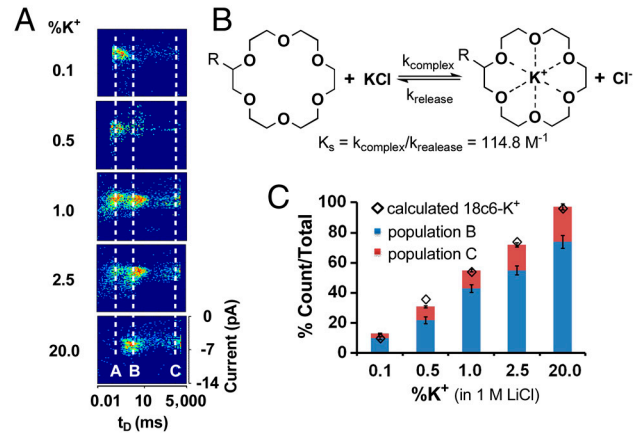 A
%K⁺
0.1
0.5
1.0
2.5
20.0
A B C
0
-7
-14
Current (pA)
0.01 10 5,000
t_D (ms)
B
R
O
O
O
O
O
O
+ KCl
k_complex
k_release
R
O
O
O
O
O
O
K⁺
+ Cl⁻
K_s = k_complex/k_realease = 114.8 M⁻¹
C
% Count/Total
100
80
60
40
20
0
calculated 18c6-K⁺
population B
population C
0.1 0.5 1.0 2.5 20.0
%K⁺ (in 1 M LiCl)